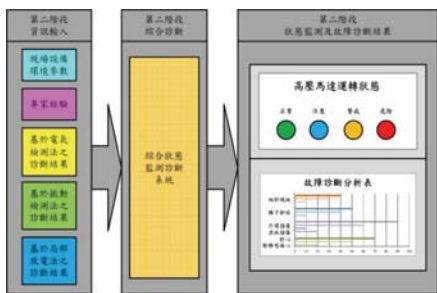 第二階段
資訊輸入
現場設備
環境參數
專家經驗
基於電氣
檢測法之
診斷結果
基於振動
檢測法之
診斷結果
基於局部
放電法之
診斷結果
第二階段
綜合診斷
綜合狀態
監測診斷
系統
第二階段
狀態監測及故障診斷結果
高壓馬達運轉狀態
正常
注意
警戒
危險
故障診斷分析表